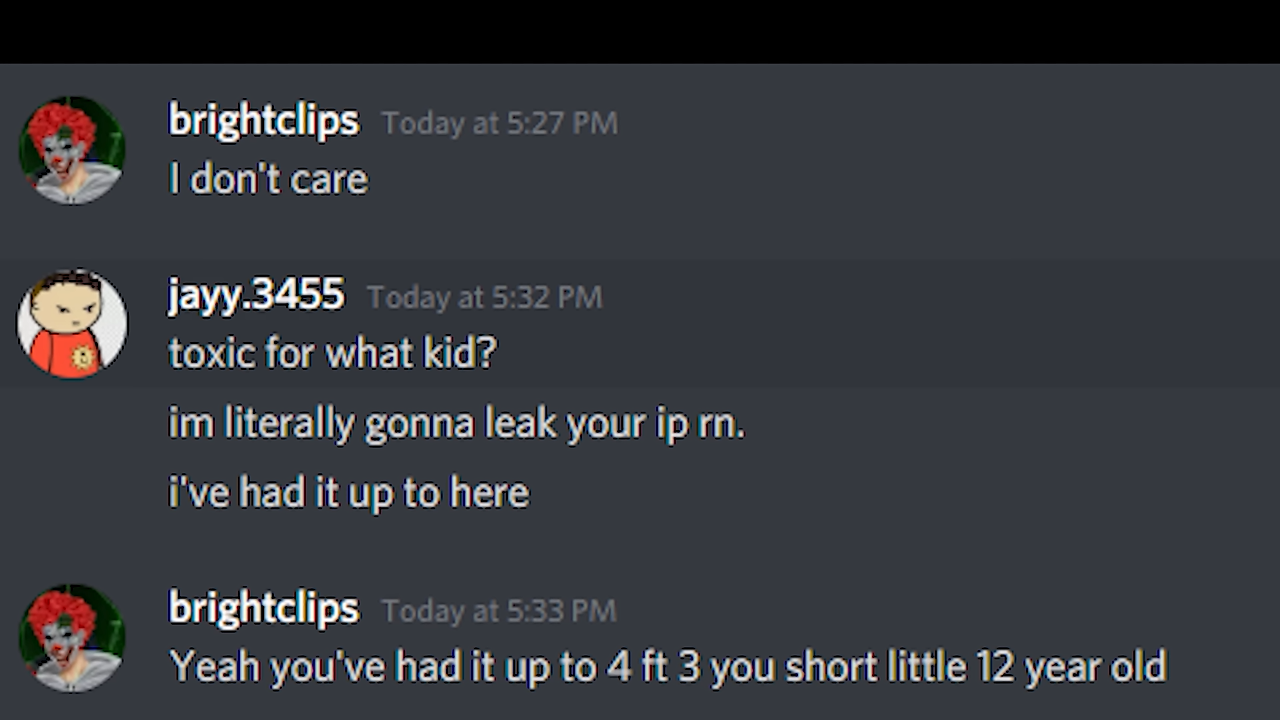 brightclips Today at 5:27 PM
I don't care
jayy.3455 Today at 5:32 PM
toxic for what kid?
im literally gonna leak your ip rn.
i've had it up to here
brightclips Today at 5:33 PM
Yeah you've had it up to 4 ft 3 you short little 12 year old